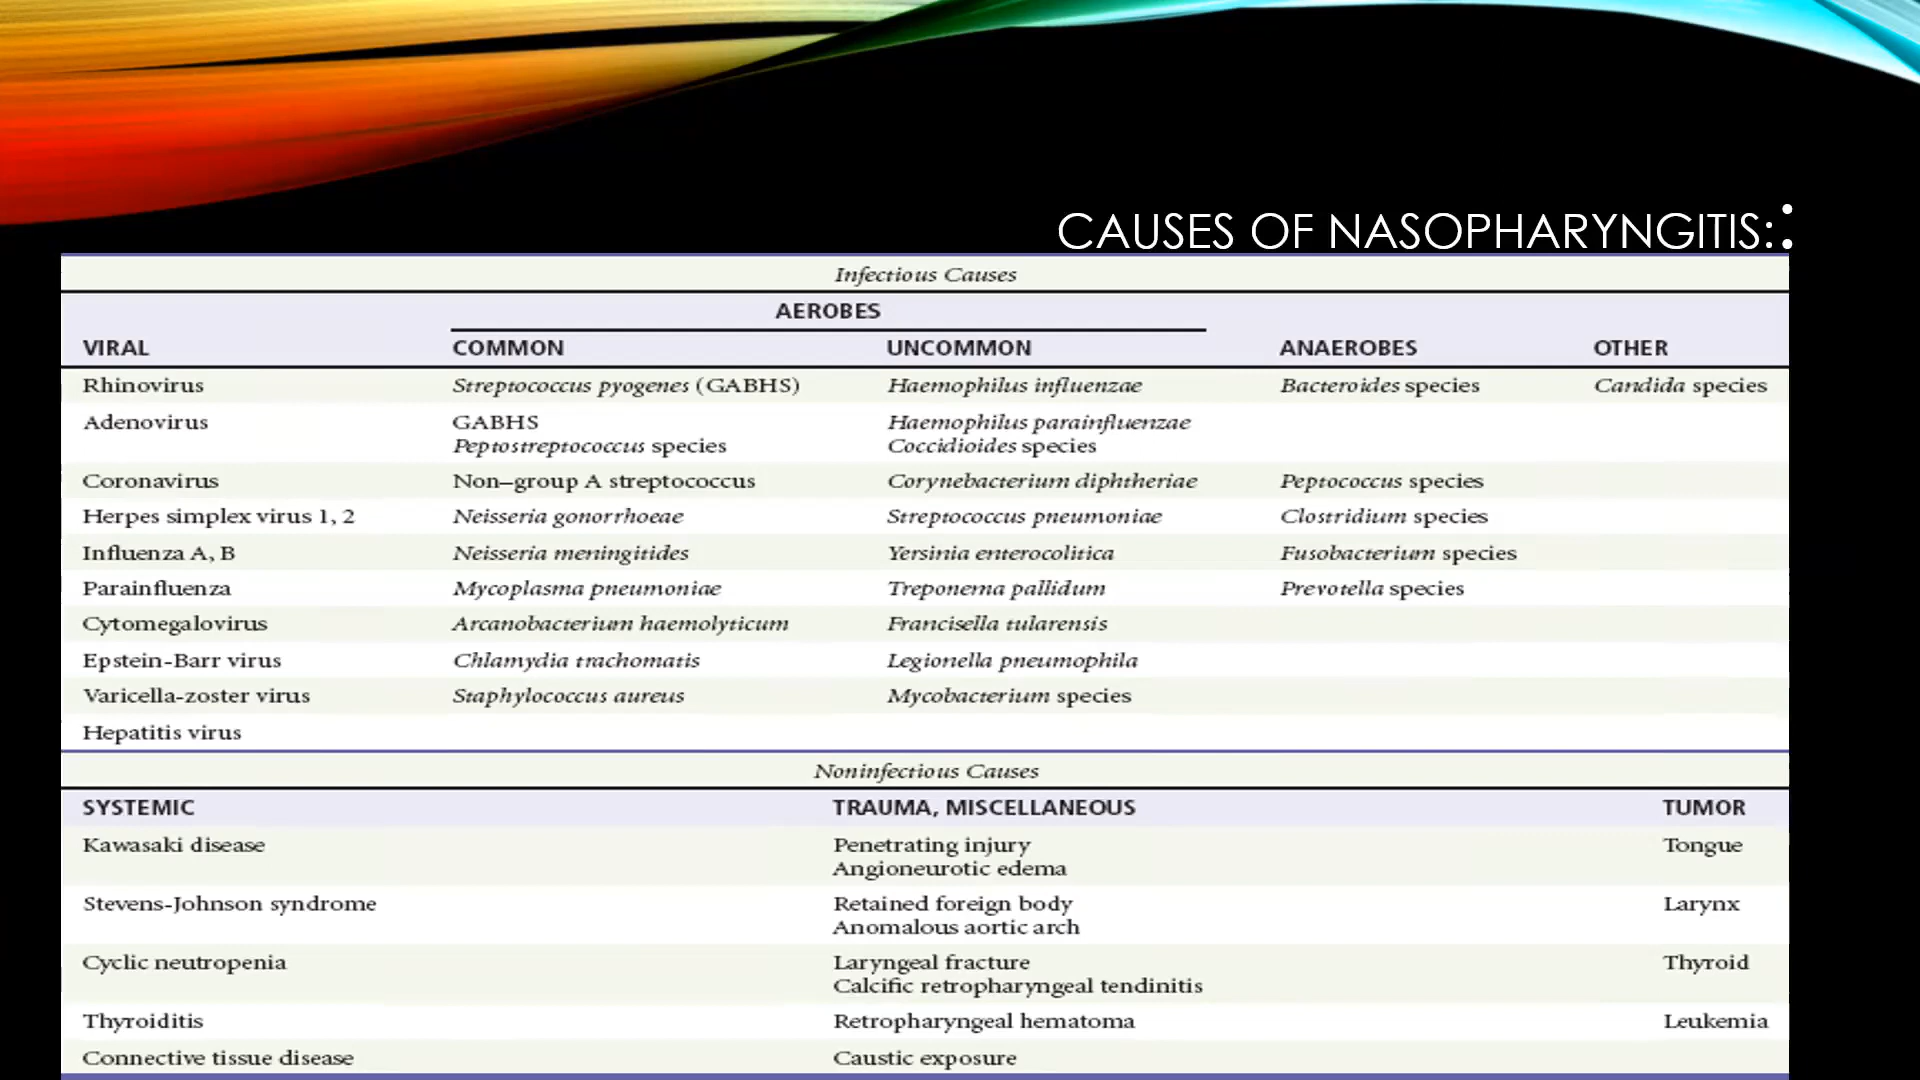 CAUSES OF NASOPHARYNGITIS::
Infectious Causes
AEROBES
VIRAL COMMON UNCOMMON ANAEROBES OTHER
Rhinovirus Streptococcus pyogenes (GABHS) Haemophilus influenzae Bacteroides species Candida species
Adenovirus GABHS Haemophilus parainfluenzae
Peptostreptococcus species Coccidioides species
Coronavirus Non–group A streptococcus Corynebacterium diphtheriae Peptococcus species
Herpes simplex virus 1, 2 Neisseria gonorrhoeae Streptococcus pneumoniae Clostridium species
Influenza A, B Neisseria meningitides Yersinia enterocolitica Fusobacterium species
Parainfluenza Mycoplasma pneumoniae Treponema pallidum Prevotella species
Cytomegalovirus Arcanobacterium haemolyticum Francisella tularensis
Epstein-Barr virus Chlamydia trachomatis Legionella pneumophila
Varicella-zoster virus Staphylococcus aureus Mycobacterium species
Hepatitis virus
Noninfectious Causes
SYSTEMIC TRAUMA, MISCELLANEOUS TUMOR
Kawasaki disease Penetrating injury Tongue
Angioneurotic edema
Stevens-Johnson syndrome Retained foreign body Larynx
Anomalous aortic arch
Cyclic neutropenia Laryngeal fracture Thyroid
Calcific retropharyngeal tendinitis
Thyroiditis Retropharyngeal hematoma Leukemia
Connective tissue disease Caustic exposure